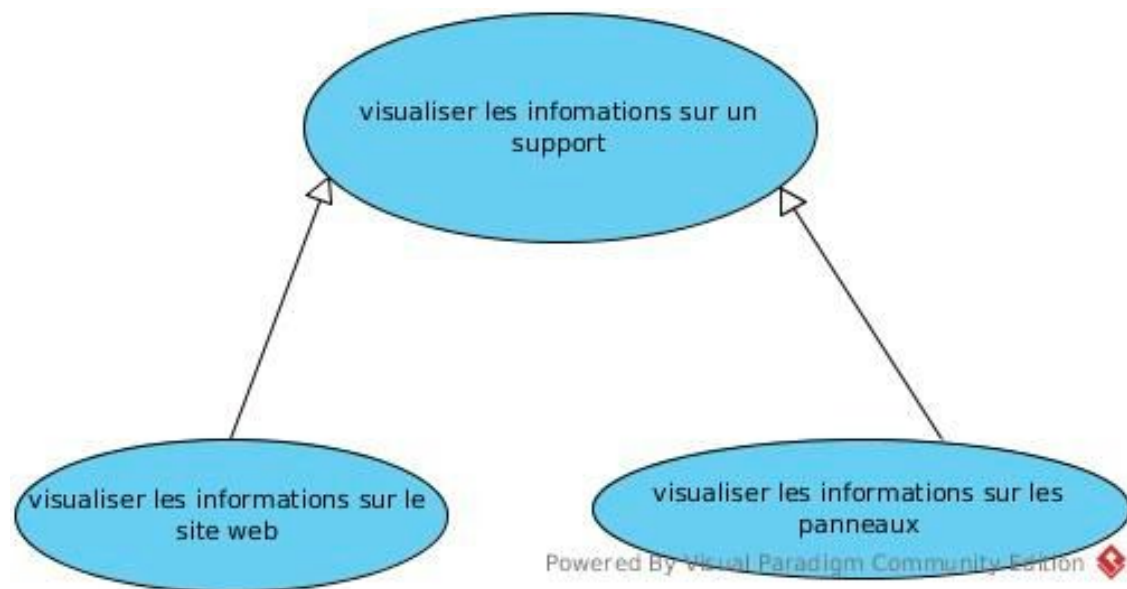 visualiser les infomations sur un
support
visualiser les informations sur le
site web
visualiser les informations sur les
panneaux
Powered By Visual Paradigm Community Edition